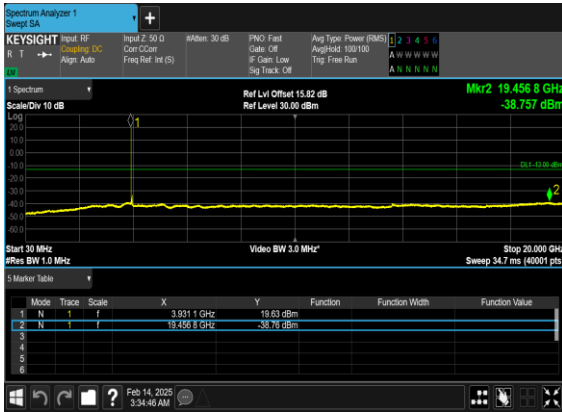 Spectrum Analyzer 1
Swept SA
+
KEYSIGHT Input: RF Input Z: 50 Ω #Atten: 30 dB PNO: Fast Avg Type: Power (RMS) 1 2 3 4 5 6
R T Coupling: DC Corr CCorr Gate: Off Avg|Hold: 100/100 A W W W W W
Align: Auto Freq Ref: Int (S) IF Gain: Low Trig: Free Run
Sig Track: Off A N N N N N
1 Spectrum
Scale/Div 10 dB
Ref Lvl Offset 15.82 dB
Ref Level 30.00 dBm
Mkr2 19.456 8 GHz
-38.757 dBm
Log
20.0
10.0
0.00
-10.0
-20.0
-30.0
-40.0
-50.0
-60.0
1
DL1 -13.00 dBm
2
Start 30 MHz Video BW 3.0 MHz* Stop 20.000 GHz
#Res BW 1.0 MHz Sweep 34.7 ms (40001 pts)
5 Marker Table
Mode Trace Scale X Y Function Function Width Function Value
1 N 1 f 3.931 1 GHz 19.63 dBm
2 N 1 f 19.456 8 GHz -38.76 dBm
3
4
5
6
? Feb 14, 2025
3:34:46 AM